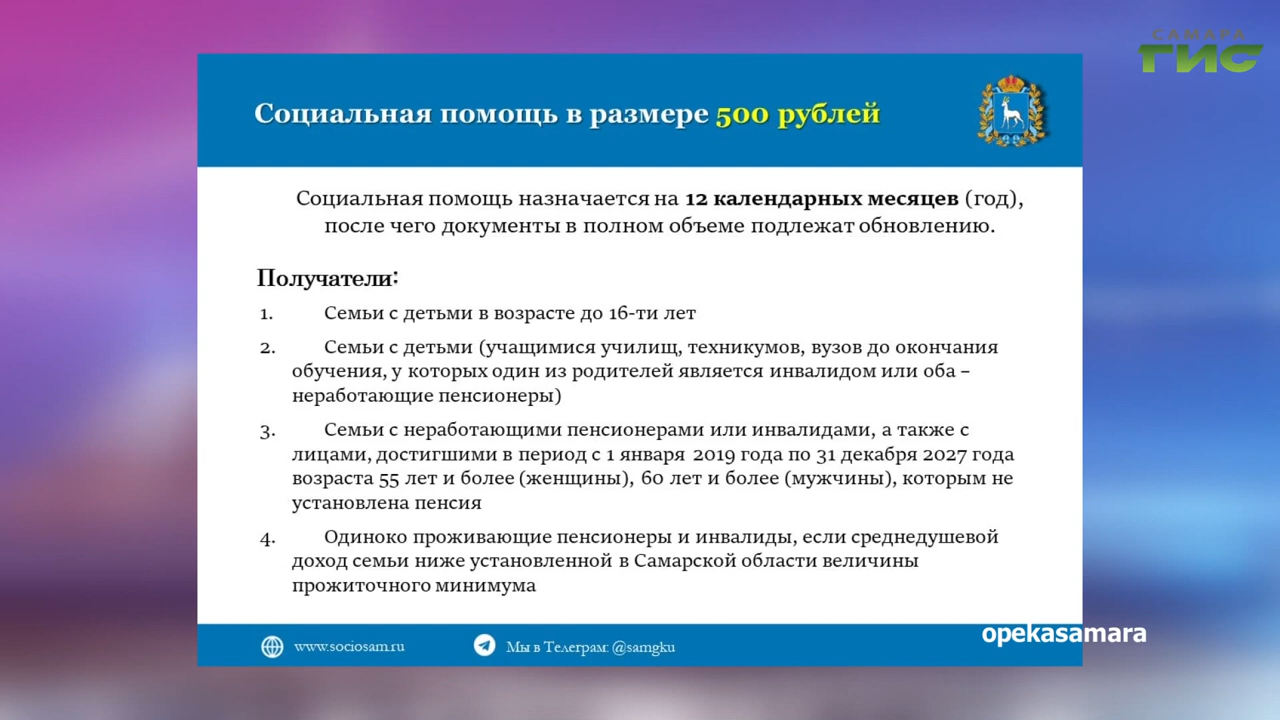 САМАРА
ГИС
Социальная помощь в размере 500 рублей
Социальная помощь назначается на 12 календарных месяцев (год),
после чего документы в полном объеме подлежат обновлению.
Получатели:
1. Семьи с детьми в возрасте до 16-ти лет
2. Семьи с детьми (учащимися училищ, техникумов, вузов до окончания
обучения, у которых один из родителей является инвалидом или оба –
неработающие пенсионеры)
3. Семьи с неработающими пенсионерами или инвалидами, а также с
лицами, достигшими в период с 1 января 2019 года по 31 декабря 2027 года
возраста 55 лет и более (женщины), 60 лет и более (мужчины), которым не
установлена пенсия
4. Одиноко проживающие пенсионеры и инвалиды, если среднедушевой
доход семьи ниже установленной в Самарской области величины
прожиточного минимума
www.sociosam.ru
Мы в Телеграм: @samgku
opekasamara